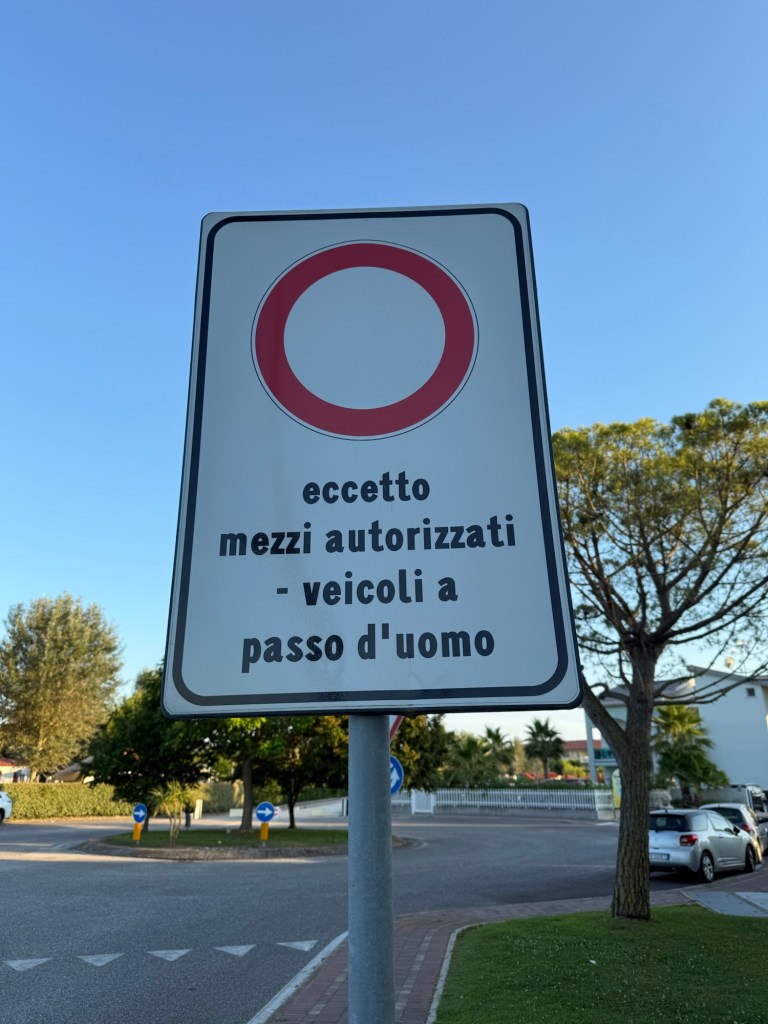 eccetto
mezzi autorizzati
- veicoli a
passo d'uomo